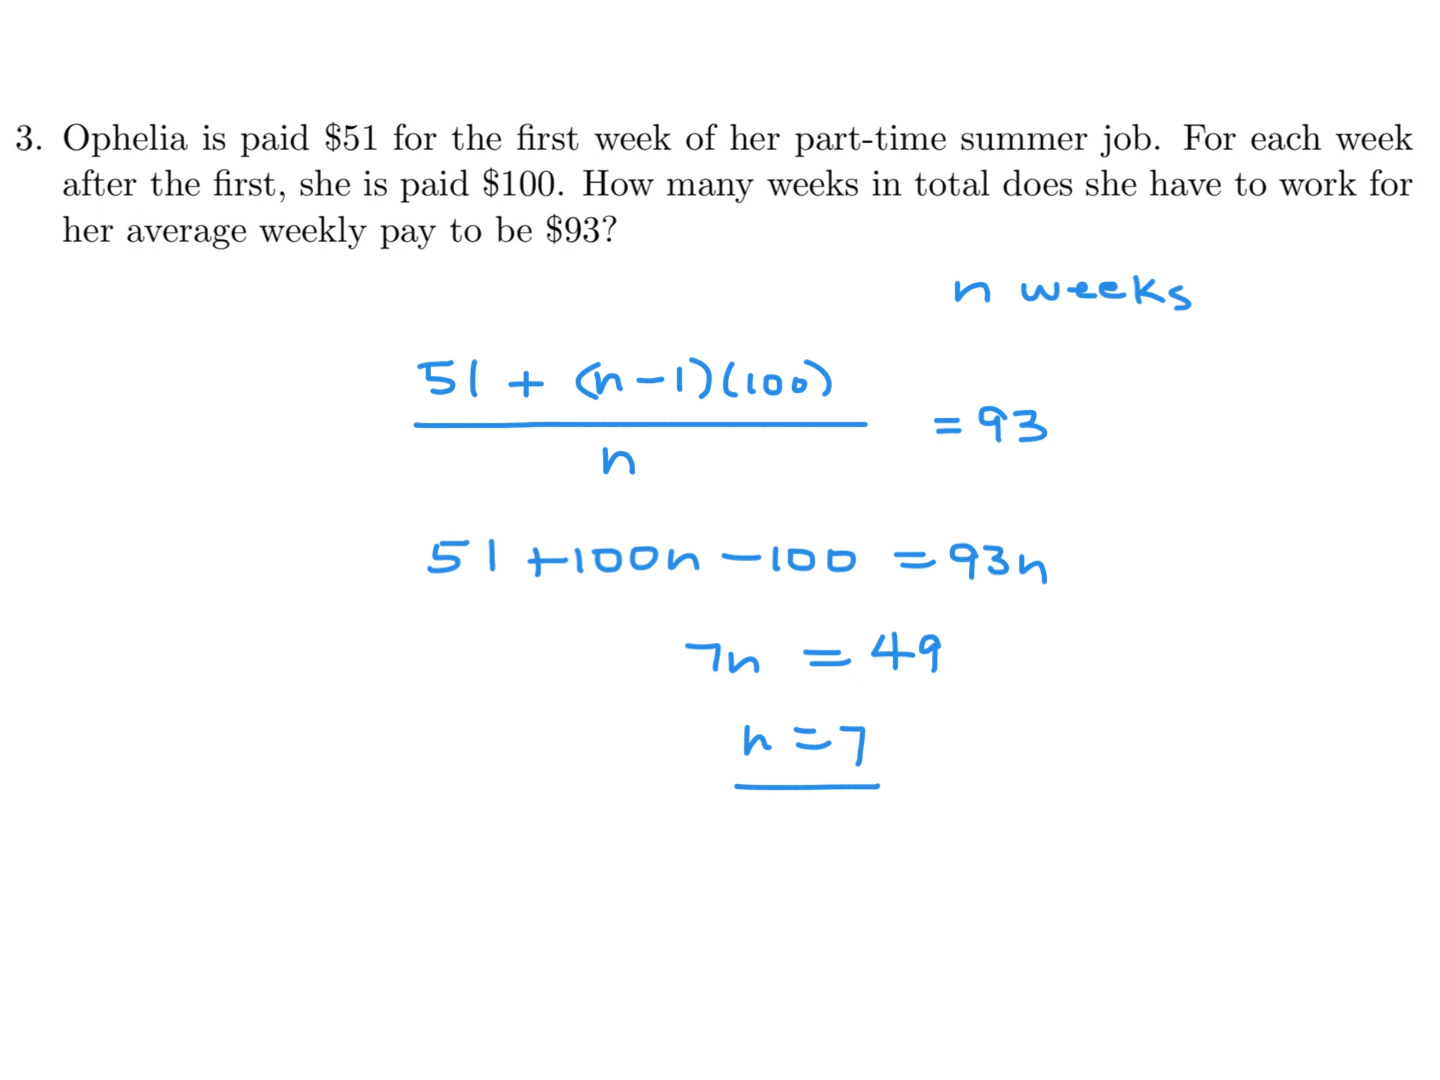 3. Ophelia is paid $51 for the first week of her part-time summer job. For each week
after the first, she is paid $100. How many weeks in total does she have to work for
her average weekly pay to be $93?
n weeks
51 + (n-1)(100)
= 93
n
51 +100n -100 = 93n
7n = 49
n = 7